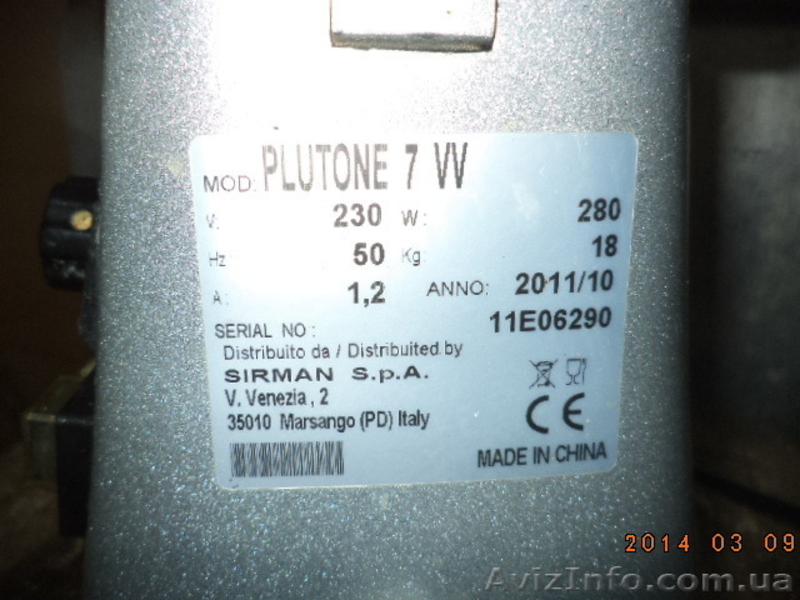 MOD: PLUTONE 7 VV
V: 230 W: 280
Hz 50 Kg: 18
A: 1,2 ANNO: 2011/10
SERIAL NO: 11E06290
Distribuito da / Distribuited.by
SIRMAN S.p.A.
V. Venezia, 2
35010 Marsango (PD) Italy
CE
MADE IN CHINA
2014 03 09
AvizInfo.com.ua